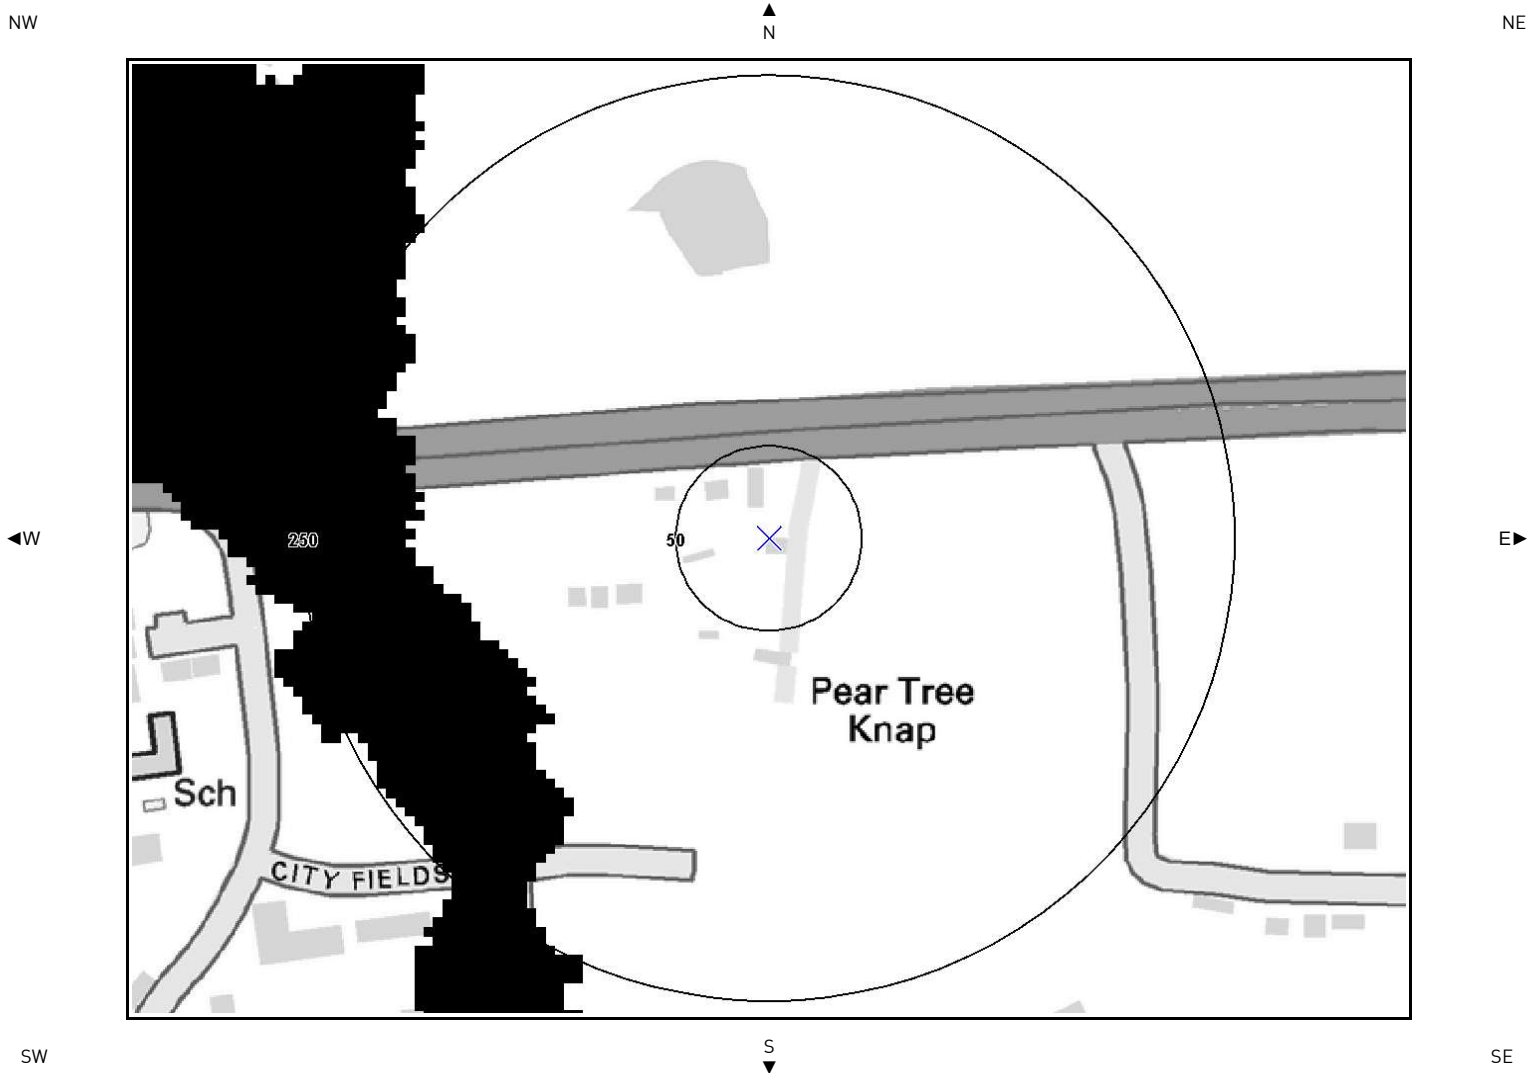 NW
▲
N
NE
◀W
250
50
E▶
Pear Tree
Knap
Sch
CITY FIELDS
SW
S
▼
SE